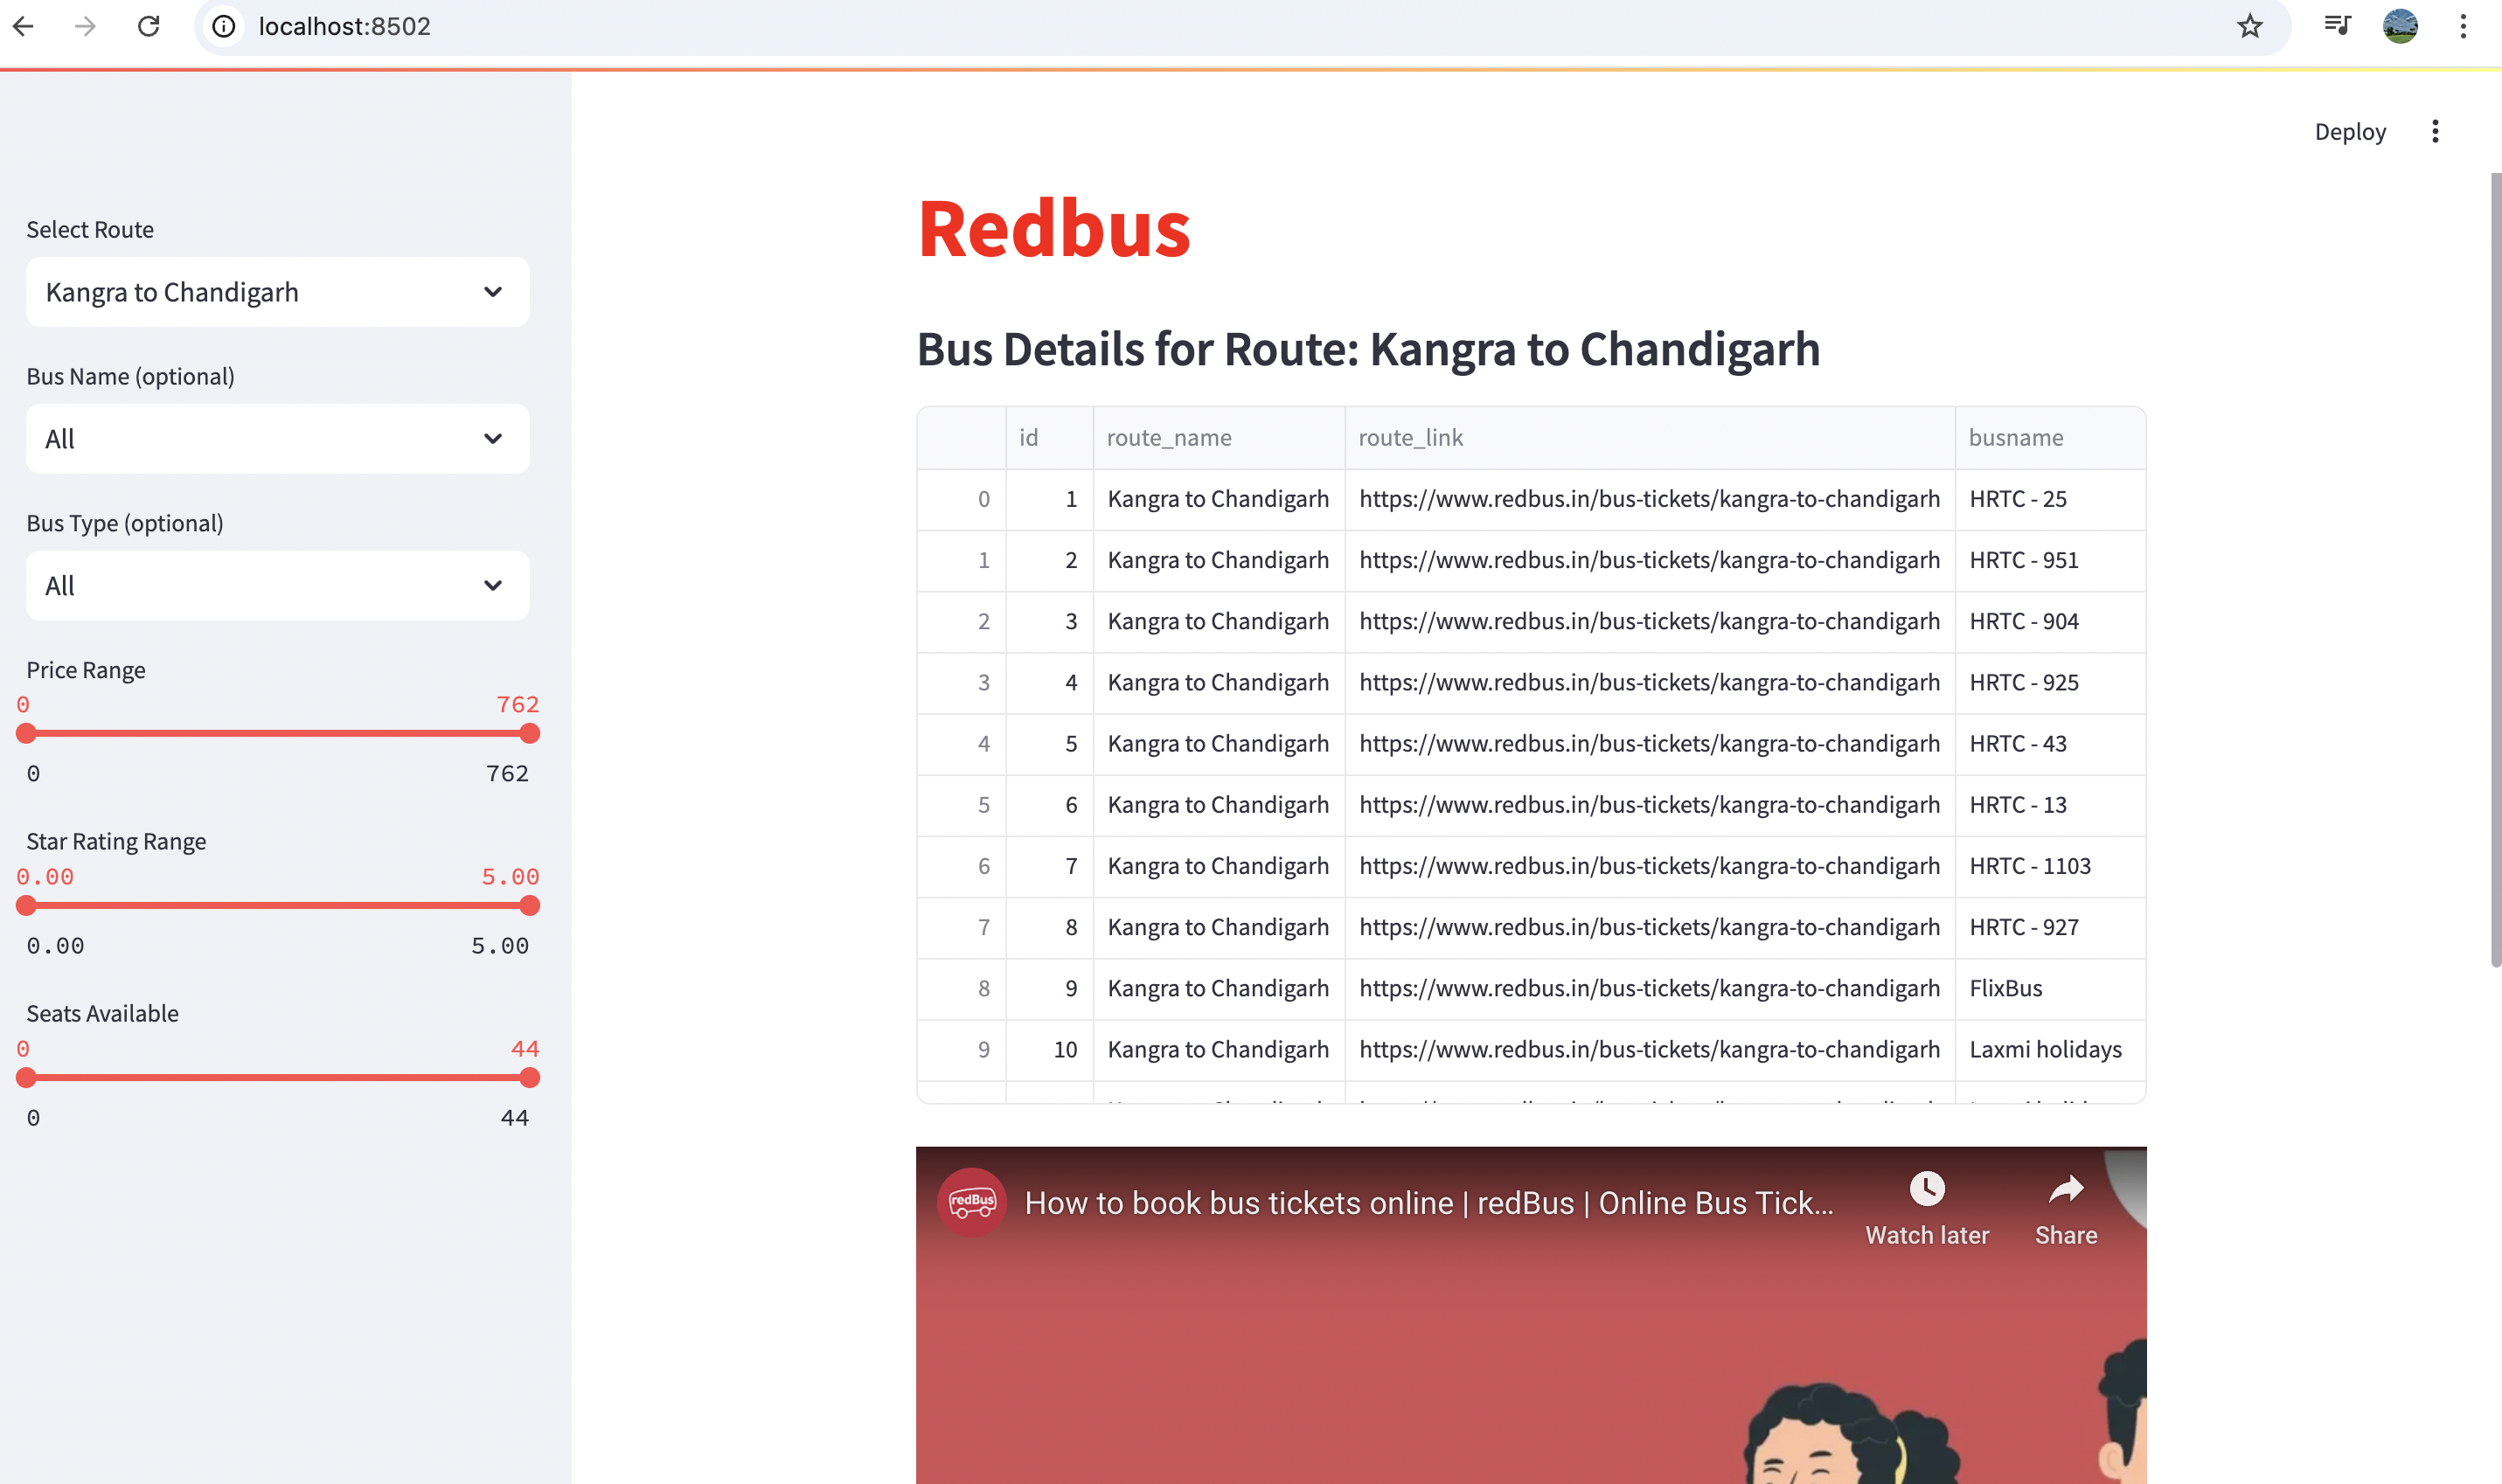 localhost:8502
Deploy
Select Route
Kangra to Chandigarh
Bus Name (optional)
All
Bus Type (optional)
All
Price Range
0 762
0 762
Star Rating Range
0.00 5.00
0.00 5.00
Seats Available
0 44
0 44
Redbus
Bus Details for Route: Kangra to Chandigarh
id route_name route_link busname
0 1 Kangra to Chandigarh https://www.redbus.in/bus-tickets/kangra-to-chandigarh HRTC - 25
1 2 Kangra to Chandigarh https://www.redbus.in/bus-tickets/kangra-to-chandigarh HRTC - 951
2 3 Kangra to Chandigarh https://www.redbus.in/bus-tickets/kangra-to-chandigarh HRTC - 904
3 4 Kangra to Chandigarh https://www.redbus.in/bus-tickets/kangra-to-chandigarh HRTC - 925
4 5 Kangra to Chandigarh https://www.redbus.in/bus-tickets/kangra-to-chandigarh HRTC - 43
5 6 Kangra to Chandigarh https://www.redbus.in/bus-tickets/kangra-to-chandigarh HRTC - 13
6 7 Kangra to Chandigarh https://www.redbus.in/bus-tickets/kangra-to-chandigarh HRTC - 1103
7 8 Kangra to Chandigarh https://www.redbus.in/bus-tickets/kangra-to-chandigarh HRTC - 927
8 9 Kangra to Chandigarh https://www.redbus.in/bus-tickets/kangra-to-chandigarh FlixBus
9 10 Kangra to Chandigarh https://www.redbus.in/bus-tickets/kangra-to-chandigarh Laxmi holidays
redBus
How to book bus tickets online | redBus | Online Bus Tick...
Watch later
Share